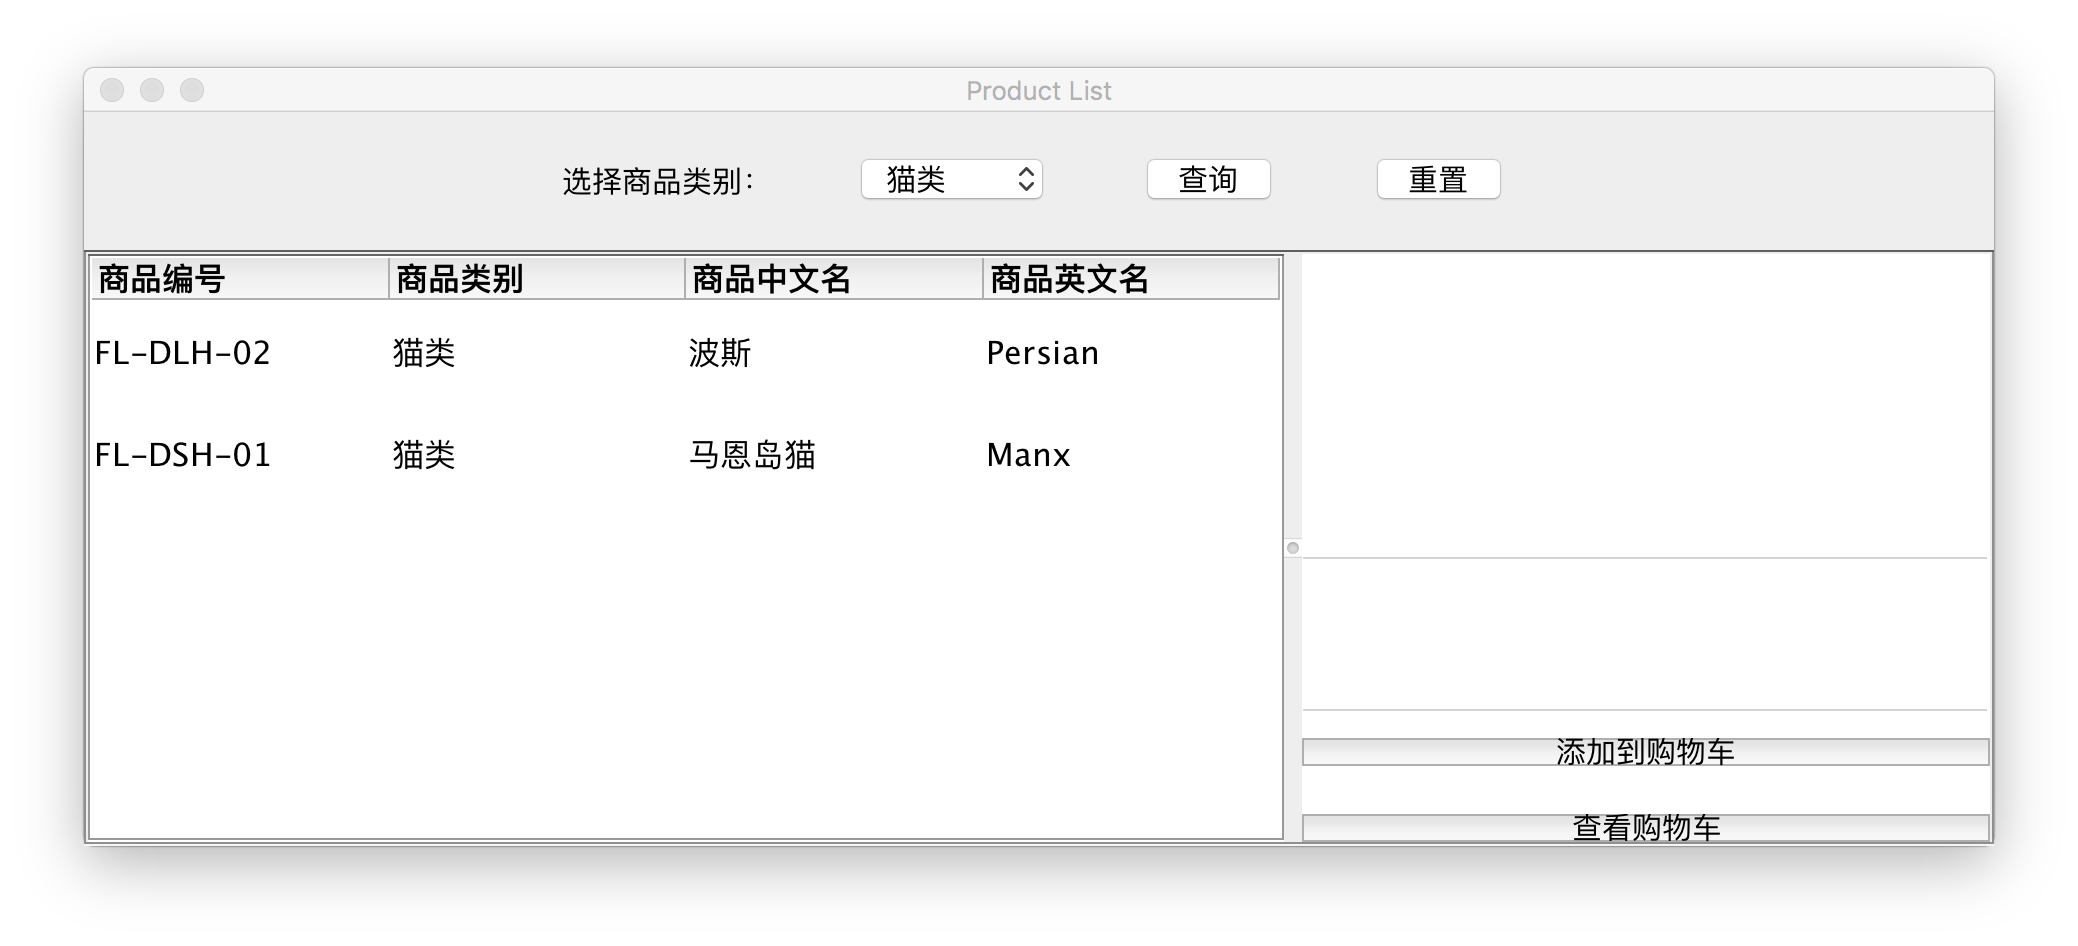 Product List
选择商品类别：
猫类
查询
重置
商品编号 商品类别 商品中文名 商品英文名
FL-DLH-02 猫类 波斯 Persian
FL-DSH-01 猫类 马恩岛猫 Manx
添加到购物车
查看购物车